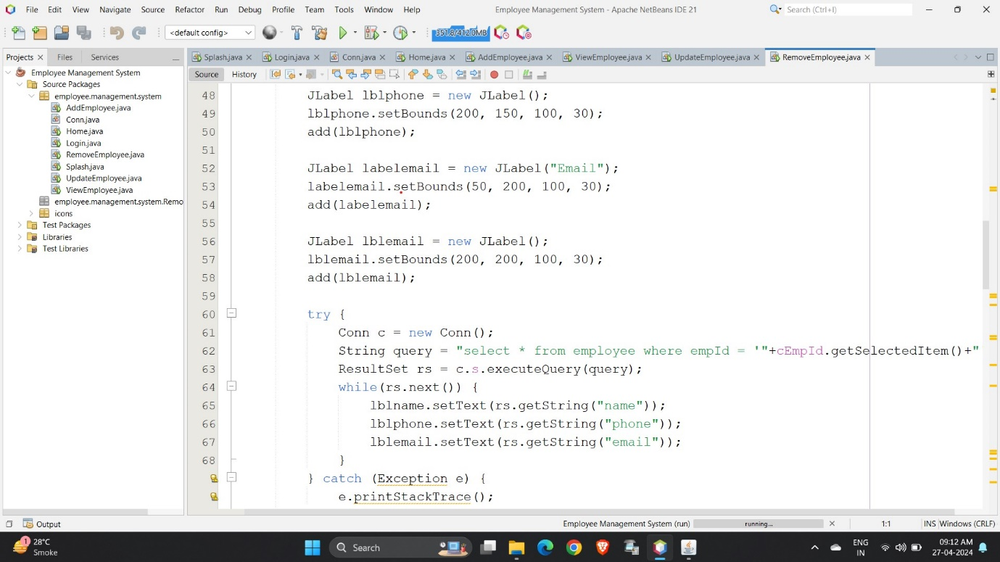 File Edit View Navigate Source Refactor Run Debug Profile Team Tools Window Help
Employee Management System - Apache NetBeans IDE 21
Search (Ctrl+I)
<default config>
351.8/412.0MB
Projects Files Services
Splash.java Login.java Conn.java Home.java AddEmployee.java ViewEmployee.java UpdateEmployee.java RemoveEmployee.java
Source History
Employee Management System
Source Packages
employee.management.system
AddEmployee.java
Conn.java
Home.java
Login.java
RemoveEmployee.java
Splash.java
UpdateEmployee.java
ViewEmployee.java
employee.management.system.Remo
icons
Test Packages
Libraries
Test Libraries
48 JLabel lblphone = new JLabel();
49 lblphone.setBounds(200, 150, 100, 30);
50 add(lblphone);
51
52 JLabel labelemail = new JLabel("Email");
53 labelemail.setBounds(50, 200, 100, 30);
54 add(labelemail);
55
56 JLabel lblemail = new JLabel();
57 lblemail.setBounds(200, 200, 100, 30);
58 add(lblemail);
59
60 try {
61 Conn c = new Conn();
62 String query = "select * from employee where empId = '"+cEmpId.getSelectedItem()+"
63 ResultSet rs = c.s.executeQuery(query);
64 while(rs.next()) {
65 lblname.setText(rs.getString("name"));
66 lblphone.setText(rs.getString("phone"));
67 lblemail.setText(rs.getString("email"));
68 }
} catch (Exception e) {
e.printStackTrace();
Output
Employee Management System (run) running... 1:1 INS Windows (CRLF)
1
28°C
Smoke
Search
ENG
IN
09:12 AM
27-04-2024